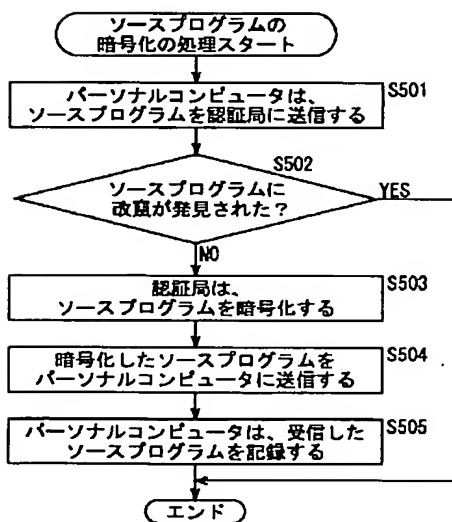 ソースプログラムの
暗号化の処理スタート
パーソナルコンピュータは、
ソースプログラムを認証局に送信する
S501
S502
ソースプログラムに
改竄が発見された?
YES
NO
認証局は、
ソースプログラムを暗号化する
S503
暗号化したソースプログラムを
パーソナルコンピュータに送信する
S504
パーソナルコンピュータは、受信した
ソースプログラムを記録する
S505
エンド